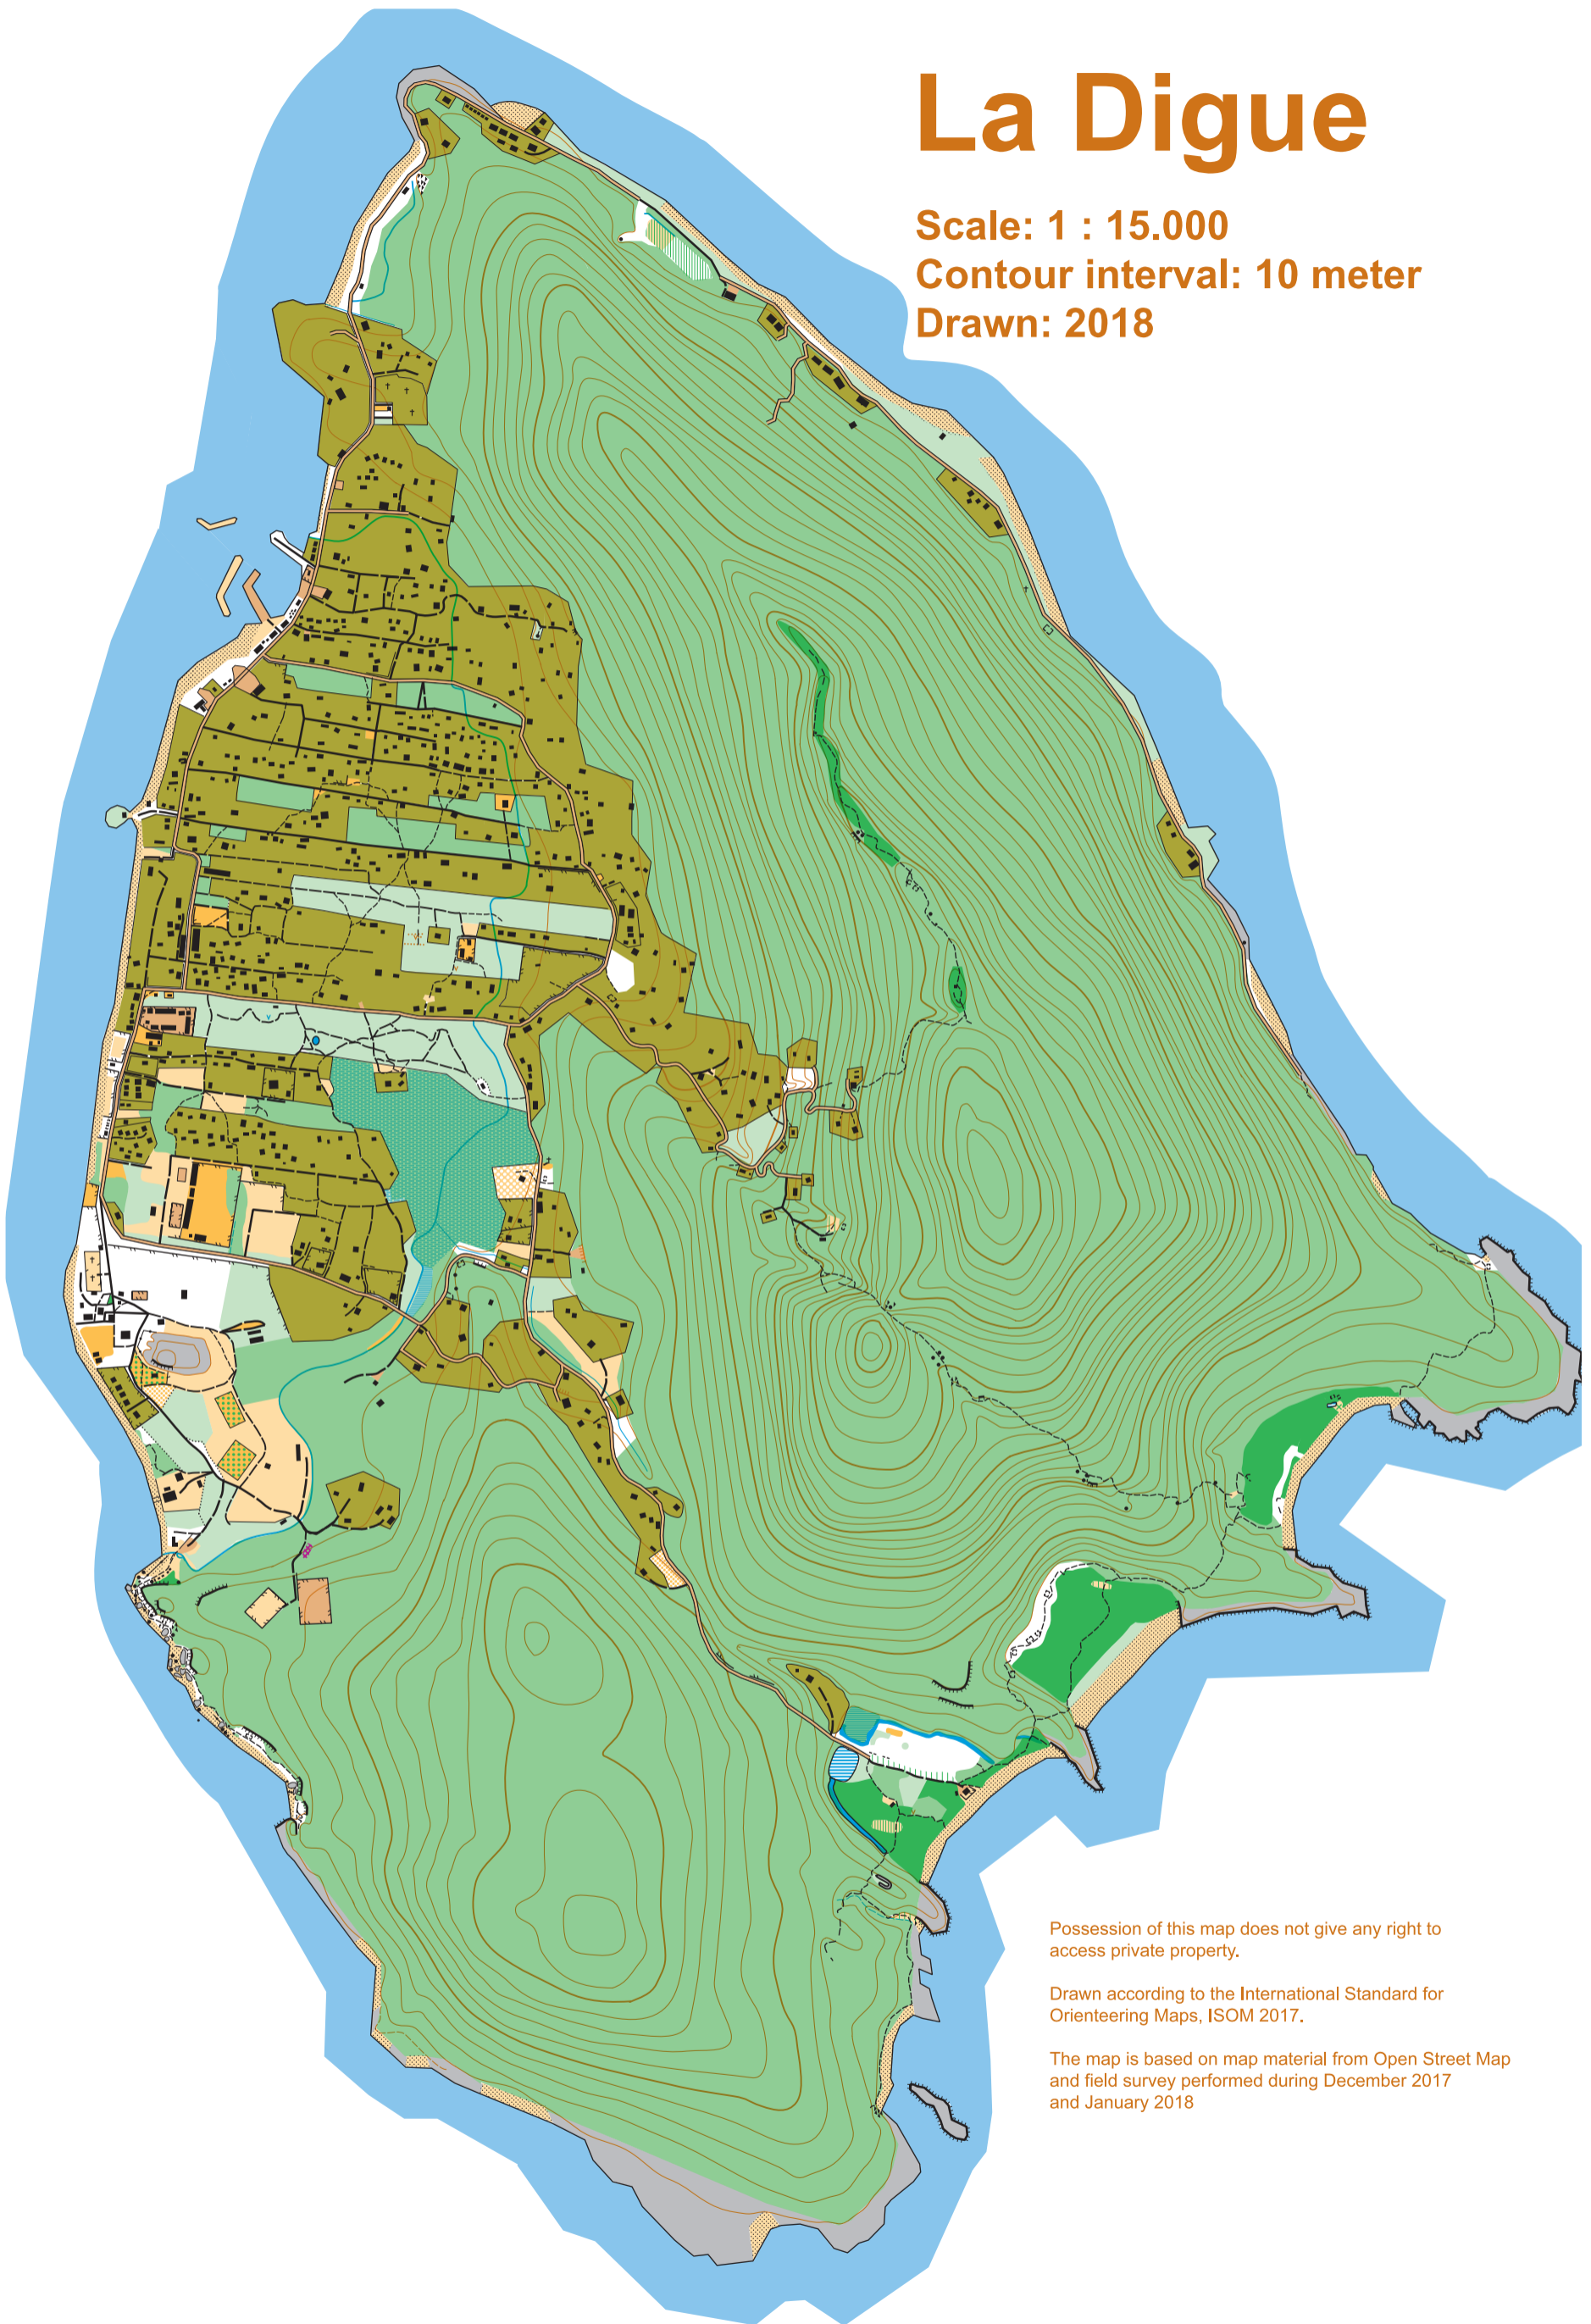 La Digue
Scale: 1 : 15.000
Contour interval: 10 meter
Drawn: 2018
Possession of this map does not give any right to
access private property.
Drawn according to the International Standard for
Orienteering Maps, ISOM 2017.
The map is based on map material from Open Street Map
and field survey performed during December 2017
and January 2018